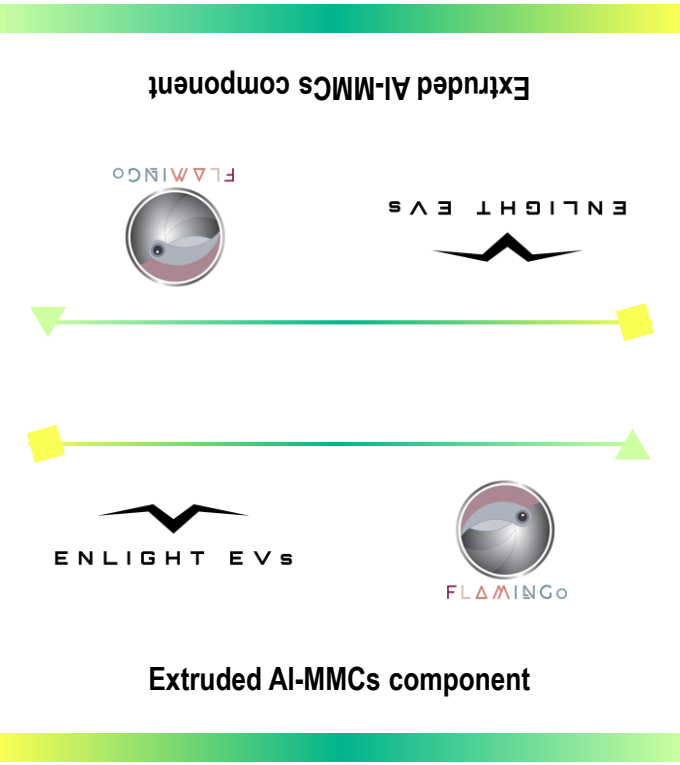 Extruded Al-MMCs component
FLAMINGo
ENLIGHT EVs
ENLIGHT EVs
FLAMINGo
Extruded Al-MMCs component